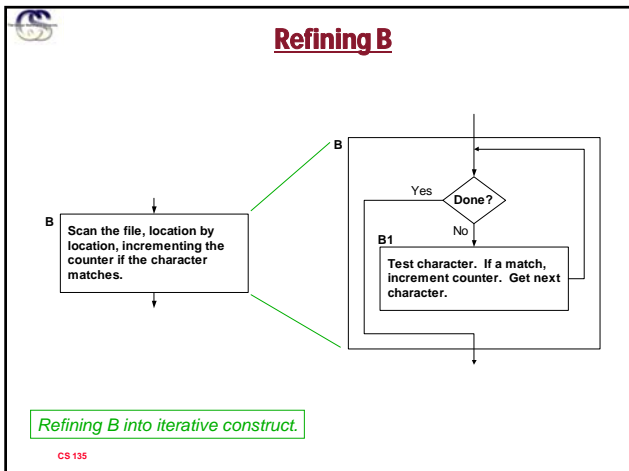 Refining B
B
Scan the file, location by
location, incrementing the
counter if the character
matches.
B
Yes
Done?
No
B1
Test character. If a match,
increment counter. Get next
character.
Refining B into iterative construct.
CS 135